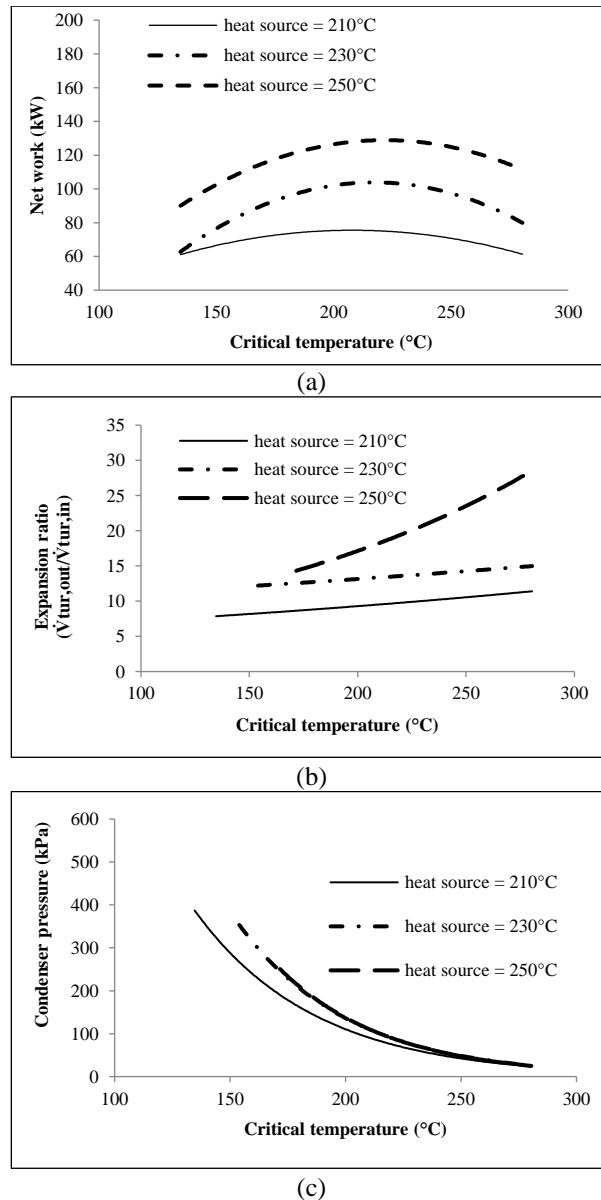 200
180
160
140
120
100
80
60
40
Net work (kW)
heat source = 210°C
heat source = 230°C
heat source = 250°C
100 150 200 250 300
Critical temperature (°C)
(a)
35
30
25
20
15
10
5
0
Expansion ratio
(V̇tur,out/V̇tur,in)
heat source = 210°C
heat source = 230°C
heat source = 250°C
100 150 200 250 300
Critical temperature (°C)
(b)
600
500
400
300
200
100
0
Condenser pressure (kPa)
heat source = 210°C
heat source = 230°C
heat source = 250°C
100 150 200 250 300
Critical temperature (°C)
(c)